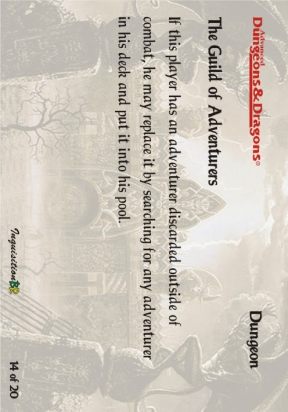 Advanced
Dungeons&Dragons®
Dungeon
The Guild of Adventurers
If this player has an adventurer discarded outside of
combat, he may replace it by searching for any adventurer
in his deck and put it into his pool.
Inquisition
14 of 20